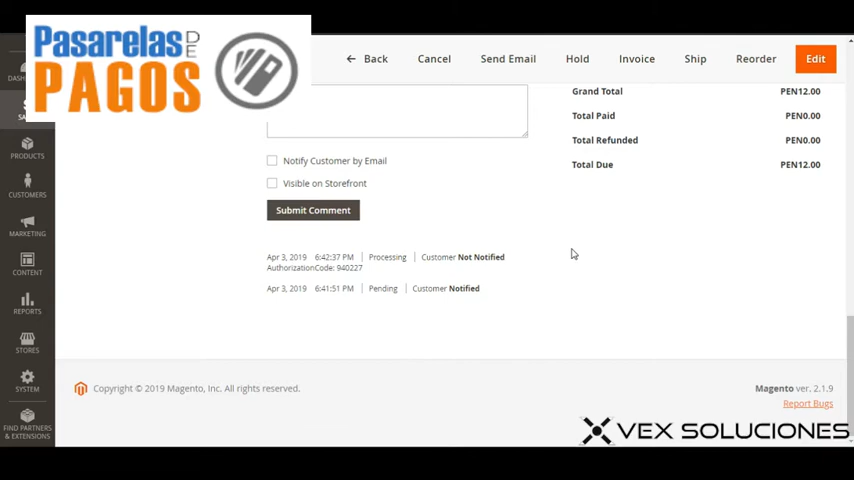 Pasarelas DE
PAGOS
Back Cancel Send Email Hold Invoice Ship Reorder Edit
Grand Total PEN12.00
Total Paid PEN0.00
Total Refunded PEN0.00
Total Due PEN12.00
PRODUCTS
CUSTOMERS
MARKETING
CONTENT
REPORTS
STORES
SYSTEM
FIND PARTNERS
& EXTENSIONS
Notify Customer by Email
Visible on Storefront
Submit Comment
Apr 3, 2019 6:42:37 PM | Processing | Customer Not Notified
AuthorizationCode: 940227
Apr 3, 2019 6:41:51 PM | Pending | Customer Notified
Copyright © 2019 Magento, Inc. All rights reserved.
Magento ver. 2.1.9
Report Bugs
VEX SOLUCIONES